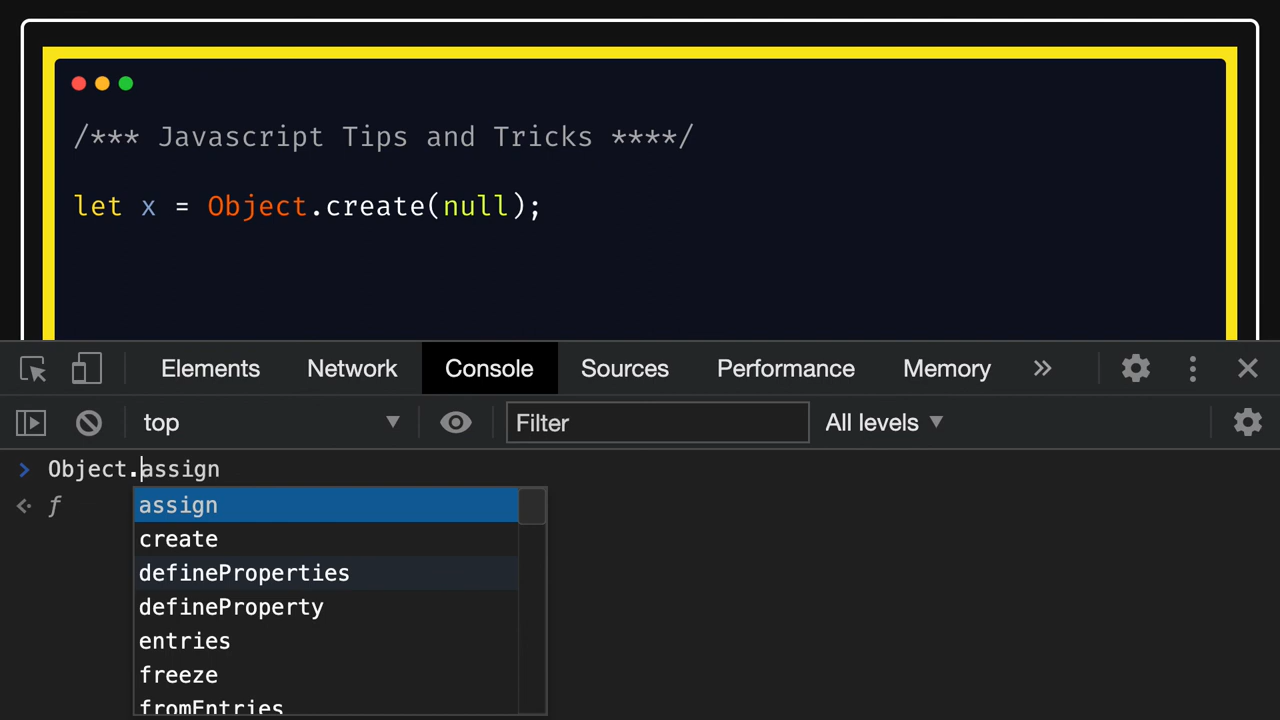 /*** Javascript Tips and Tricks ****/
let x = Object.create(null);
Elements Network Console Sources Performance Memory »
top Filter All levels
> Object.assign
f
assign
create
defineProperties
defineProperty
entries
freeze
fromEntries